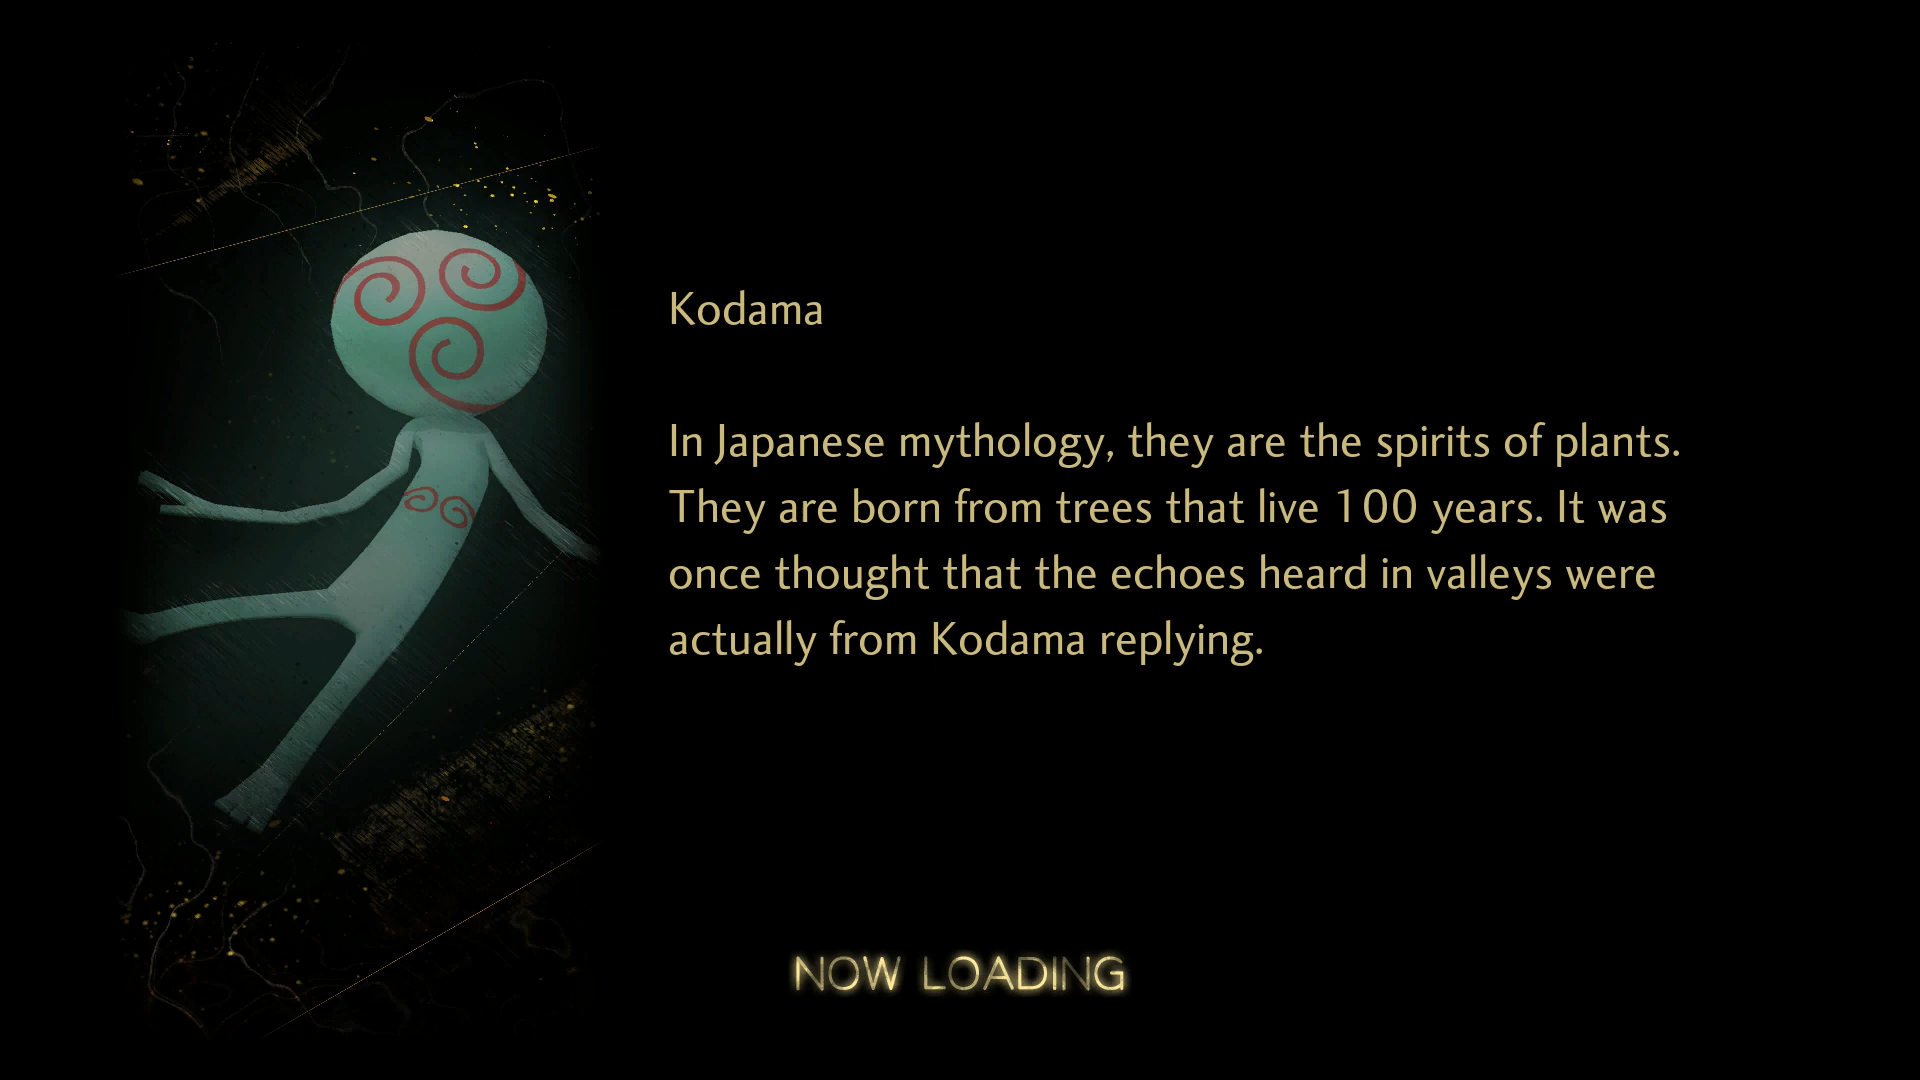 Kodama
In Japanese mythology, they are the spirits of plants.
They are born from trees that live 100 years. It was
once thought that the echoes heard in valleys were
actually from Kodama replying.
NOW LOADING